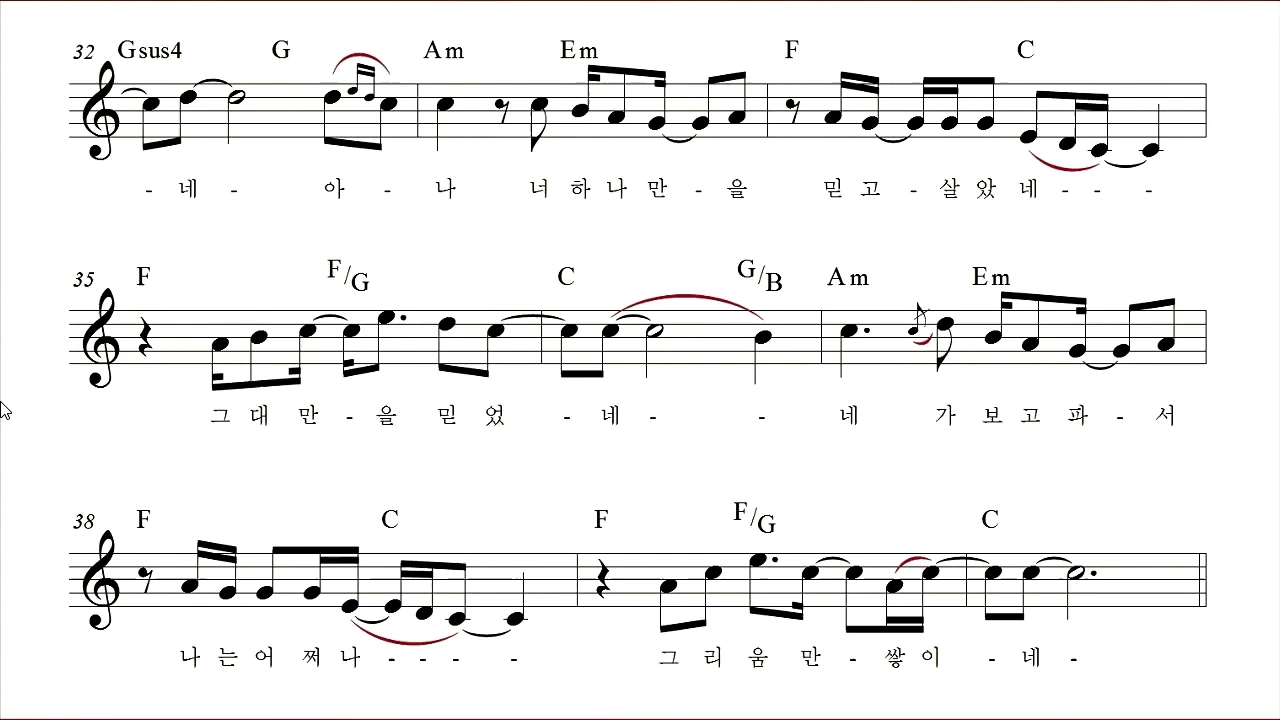 32 Gsus4 G Am Em F C
- 네 - 아 - 나 너 하 나 만 - 을 믿 고 - 살 았 네 - - -
35 F F/G C G/B Am Em
그 대 만 - 을 믿 었 - 네 - - 네 가 보 고 파 - 서
38 F C F F/G C
나 는 어 쩌 나 - - - - 그 리 움 만 - 쌓 이 - 네 -